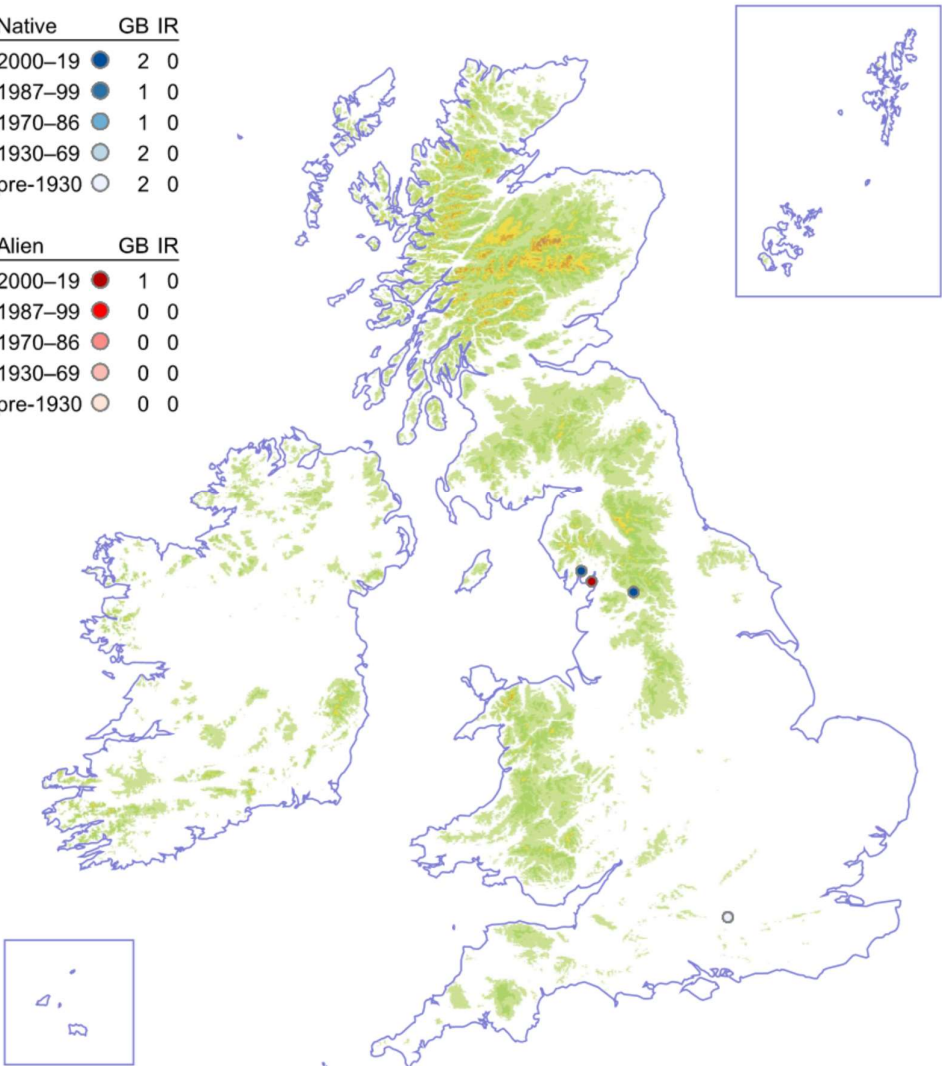 Native GB IR
2000–19 2 0
1987–99 1 0
1970–86 1 0
1930–69 2 0
pre-1930 2 0
Alien GB IR
2000–19 1 0
1987–99 0 0
1970–86 0 0
1930–69 0 0
pre-1930 0 0